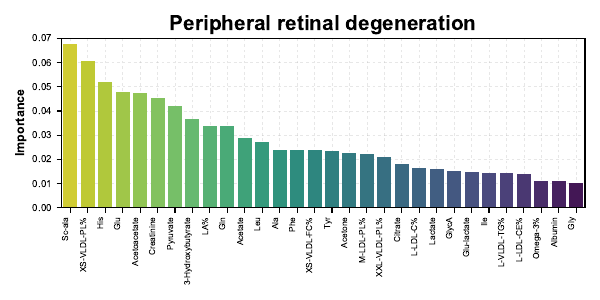 Peripheral retinal degeneration
Importance
0.07
0.06
0.05
0.04
0.03
0.02
0.01
0.00
Sc-ala
XS-VLDL-PL%
His
Glu
Acetoacetate
Creatinine
Pyruvate
3-Hydroxybutyrate
LA%
Gln
Acetate
Leu
Ala
Phe
XS-VLDL-FC%
Tyr
Acetone
M-LDL-PL%
XXL-VLDL-PL%
Citrate
L-LDL-C%
Lactate
GlycA
Glu-lactate
Ile
L-VLDL-TG%
L-LDL-CE%
Omega-3%
Albumin
Gly